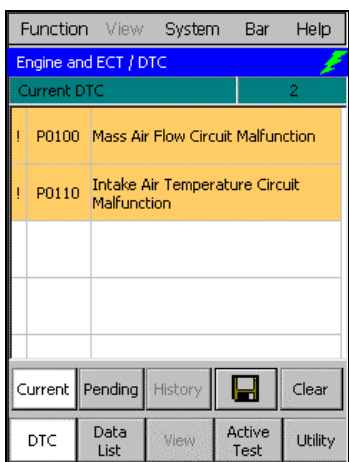 Function View System Bar Help
Engine and ECT / DTC
Current DTC 2
! P0100 Mass Air Flow Circuit Malfunction
! P0110 Intake Air Temperature Circuit
Malfunction
Current Pending History Clear
DTC Data List View Active Test Utility